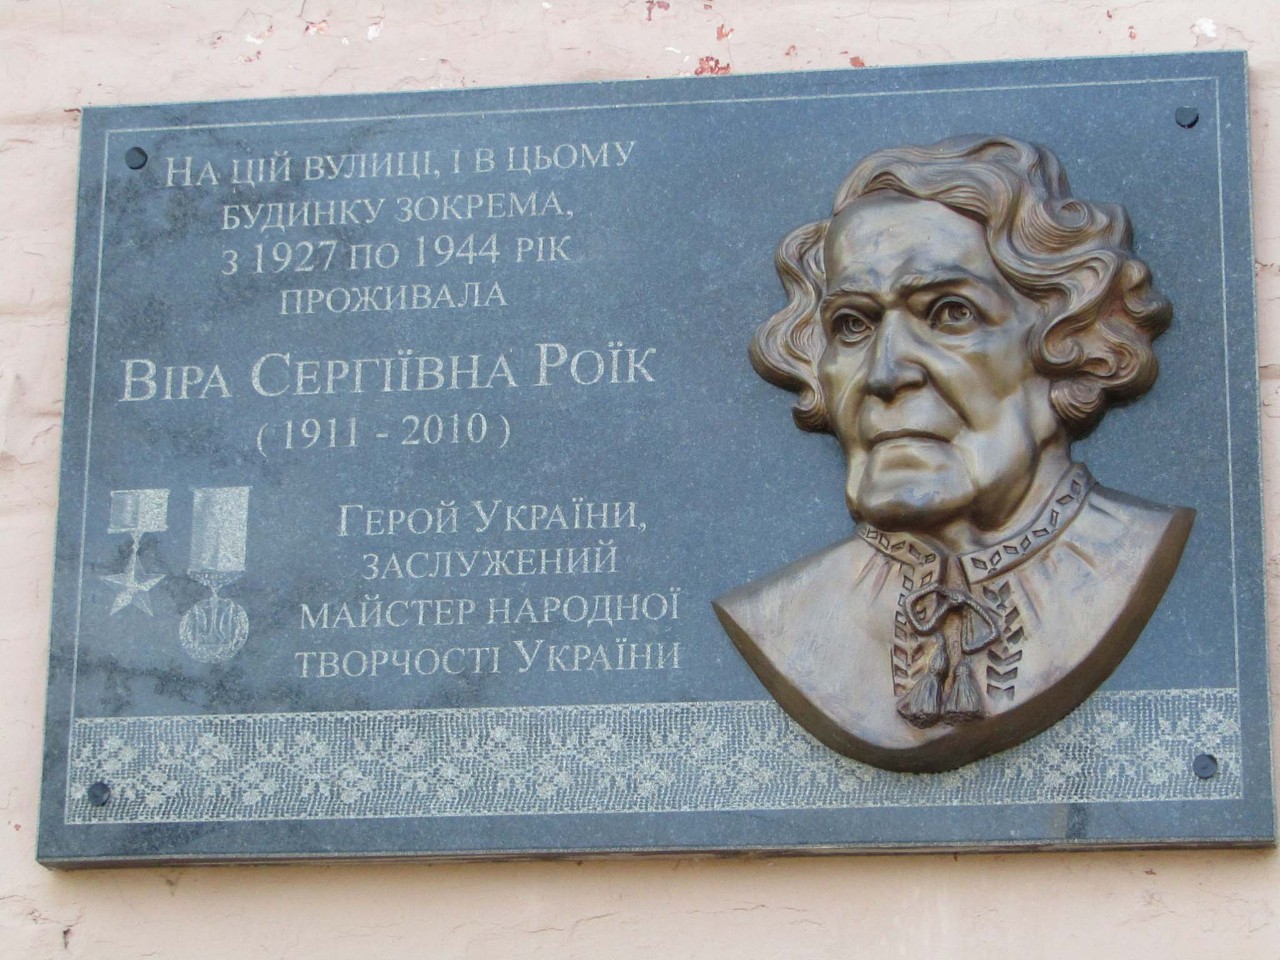 На цій вулиці, і в цьому
будинку зокрема,
з 1927 по 1944 рік
проживала
Віра Сергіївна Роїк
(1911 - 2010)
Герой України,
заслужений
майстер народної
творчості України